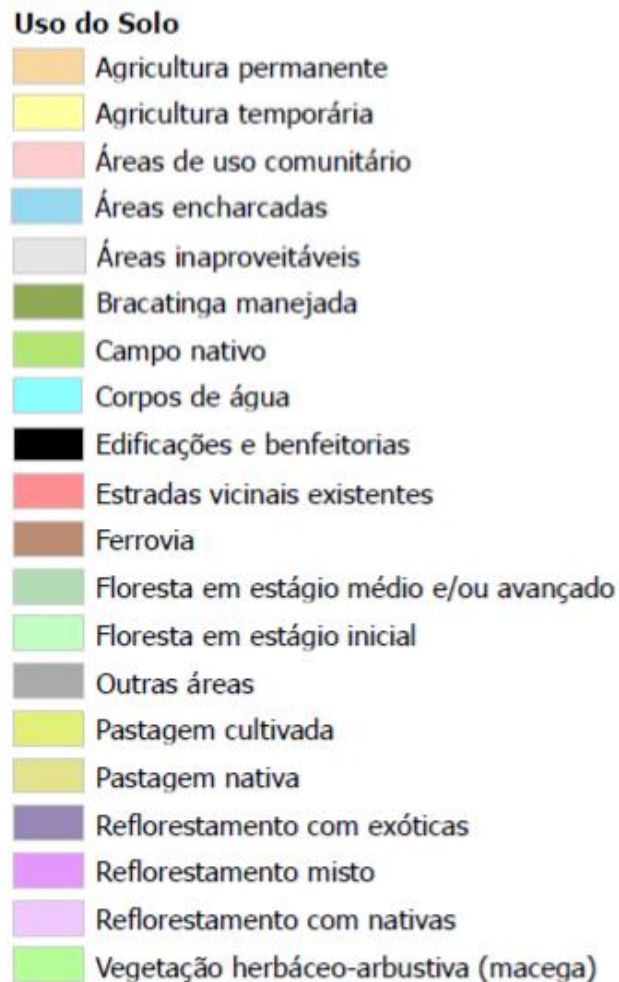 Uso do Solo
Agricultura permanente
Agricultura temporária
Áreas de uso comunitário
Áreas encharcadas
Áreas inaproveitáveis
Bracatinga manejada
Campo nativo
Corpos de água
Edificações e benfeitorias
Estradas vicinais existentes
Ferrovia
Floresta em estágio médio e/ou avançado
Floresta em estágio inicial
Outras áreas
Pastagem cultivada
Pastagem nativa
Reflorestamento com exóticas
Reflorestamento misto
Reflorestamento com nativas
Vegetação herbáceo-arbustiva (macega)